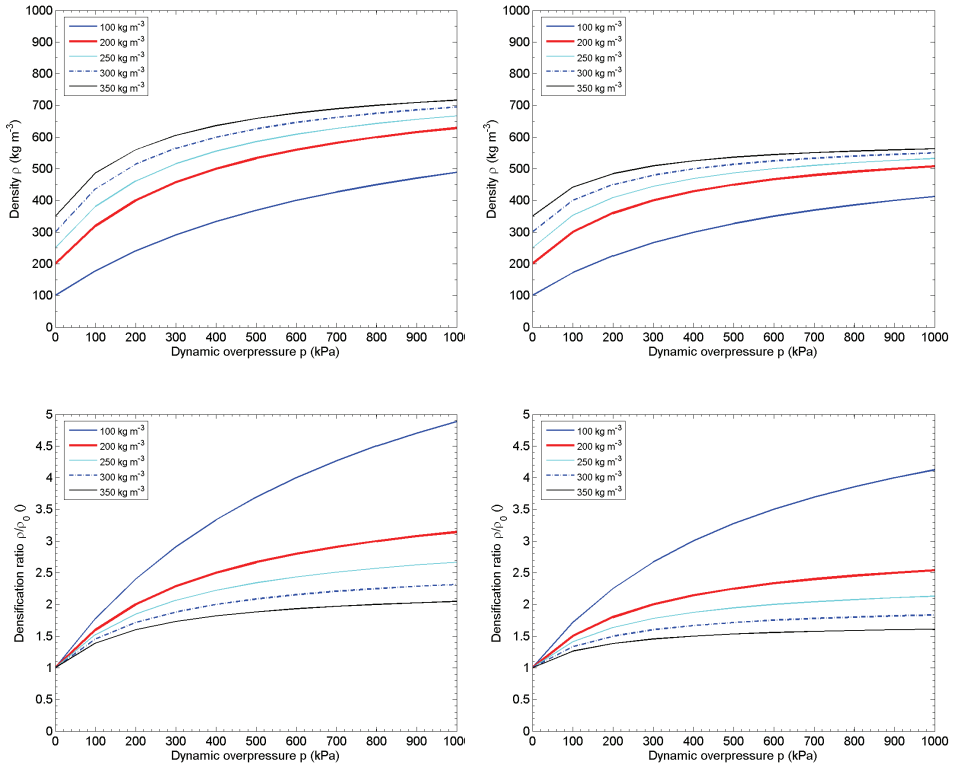 Density ρ (kg m⁻³)
1000
900
800
700
600
500
400
300
200
100
0
100 kg m⁻³
200 kg m⁻³
250 kg m⁻³
300 kg m⁻³
350 kg m⁻³
0 100 200 300 400 500 600 700 800 900 1000
Dynamic overpressure p (kPa)
Density ρ (kg m⁻³)
1000
900
800
700
600
500
400
300
200
100
0
100 kg m⁻³
200 kg m⁻³
250 kg m⁻³
300 kg m⁻³
350 kg m⁻³
0 100 200 300 400 500 600 700 800 900 1000
Dynamic overpressure p (kPa)
Densification ratio ρ/ρ₀ ()
5
4.5
4
3.5
3
2.5
2
1.5
1
0.5
0
100 kg m⁻³
200 kg m⁻³
250 kg m⁻³
300 kg m⁻³
350 kg m⁻³
0 100 200 300 400 500 600 700 800 900 1000
Dynamic overpressure p (kPa)
Densification ratio ρ/ρ₀ ()
5
4.5
4
3.5
3
2.5
2
1.5
1
0.5
0
100 kg m⁻³
200 kg m⁻³
250 kg m⁻³
300 kg m⁻³
350 kg m⁻³
0 100 200 300 400 500 600 700 800 900 1000
Dynamic overpressure p (kPa)